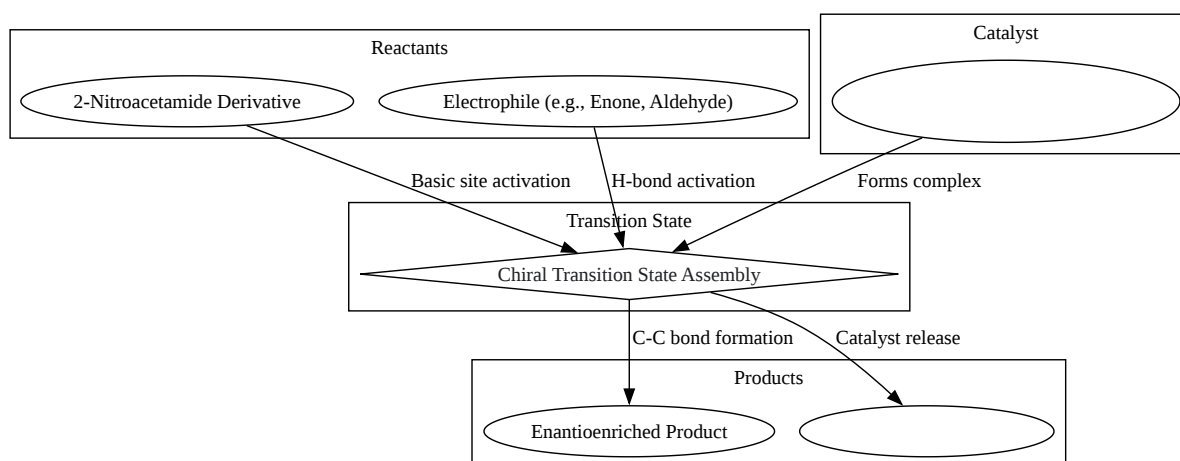 Reactants
Catalyst
2-Nitroacetamide Derivative
Electrophile (e.g., Enone, Aldehyde)
Basic site activation
H-bond activation
Forms complex
Transition State
Chiral Transition State Assembly
C-C bond formation
Catalyst release
Products
Enantioenriched Product